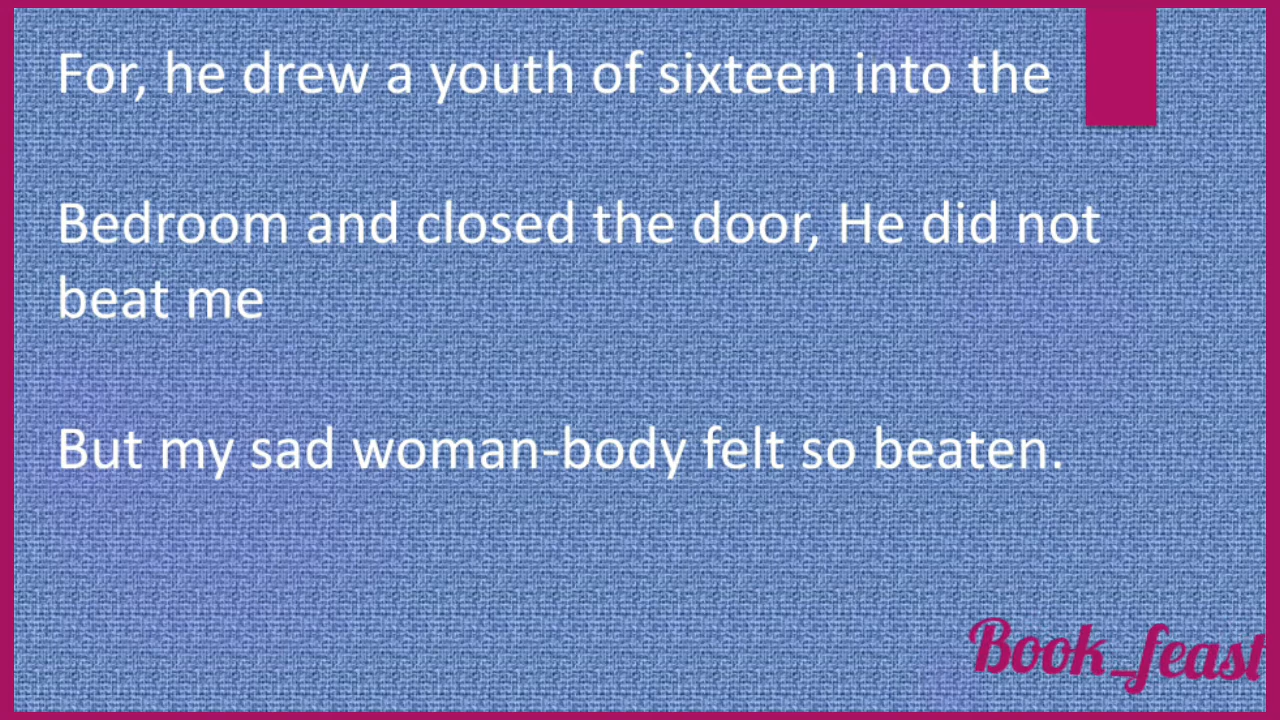 For, he drew a youth of sixteen into the
Bedroom and closed the door, He did not
beat me
But my sad woman-body felt so beaten.
Book_feast